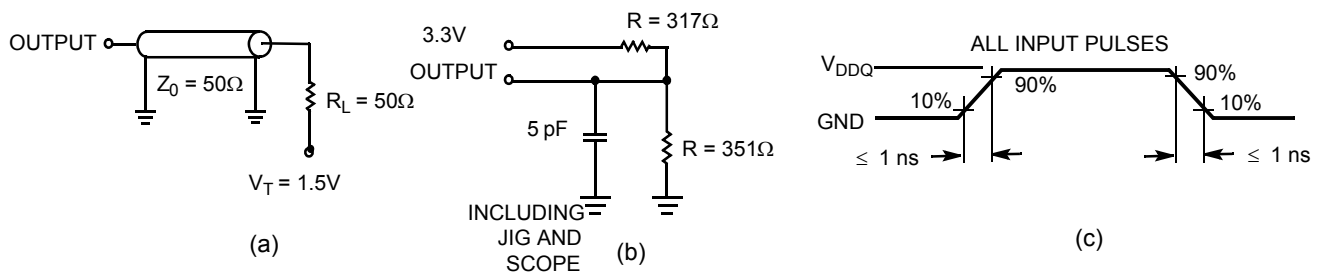 OUTPUT
Z0 = 50Ω
RL = 50Ω
VT = 1.5V
(a)
3.3V
OUTPUT
R = 317Ω
5 pF
R = 351Ω
INCLUDING
JIG AND
SCOPE
(b)
ALL INPUT PULSES
VDDQ
GND
10%
90%
90%
10%
≤ 1 ns
≤ 1 ns
(c)